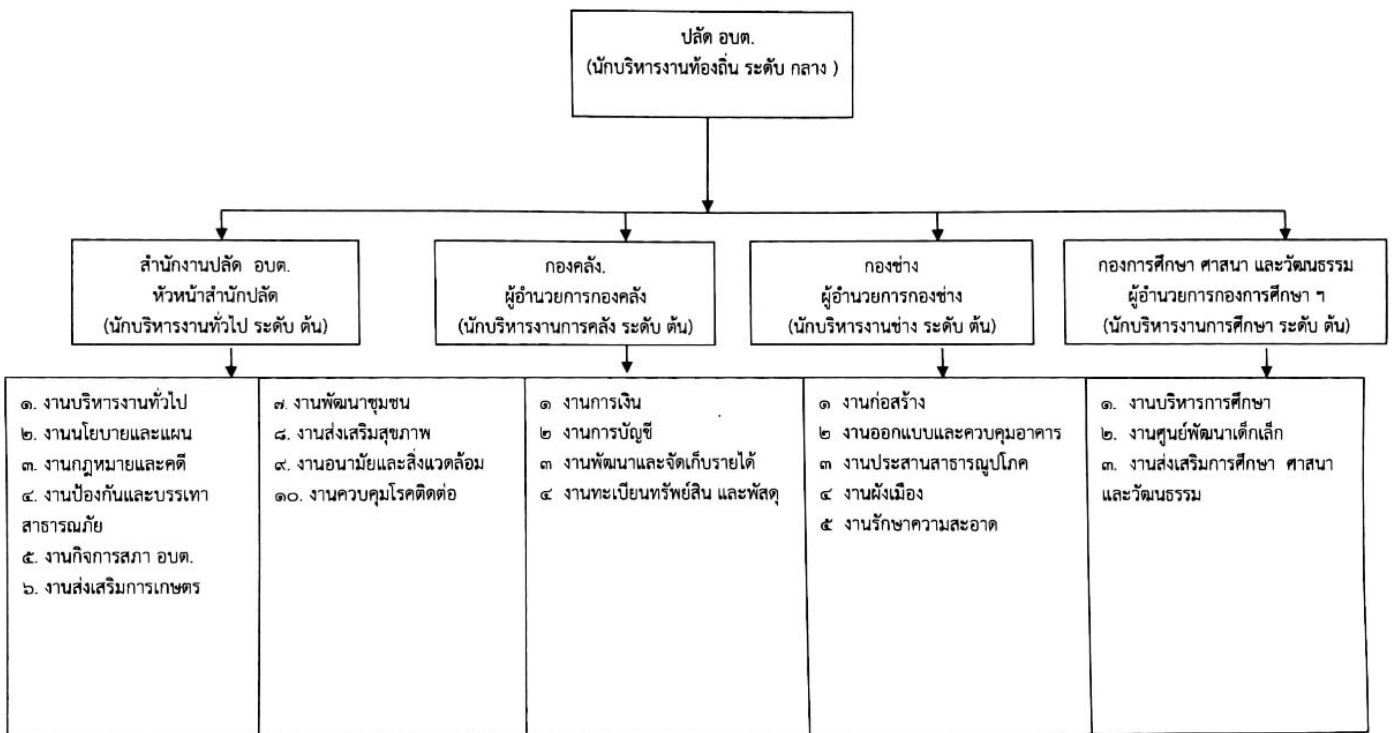 ปลัด อบต.
(นักบริหารงานท้องถิ่น ระดับ กลาง )
สำนักงานปลัด อบต.
หัวหน้าสำนักปลัด
(นักบริหารงานทั่วไป ระดับ ต้น)
กองคลัง.
ผู้อำนวยการกองคลัง
(นักบริหารงานการคลัง ระดับ ต้น)
กองช่าง
ผู้อำนวยการกองช่าง
(นักบริหารงานช่าง ระดับ ต้น)
กองการศึกษา ศาสนา และวัฒนธรรม
ผู้อำนวยการกองการศึกษา ฯ
(นักบริหารงานการศึกษา ระดับ ต้น)
๑. งานบริหารงานทั่วไป
๒. งานนโยบายและแผน
๓. งานกฎหมายและคดี
๔. งานป้องกันและบรรเทา
สาธารณภัย
๕. งานกิจการสภา อบต.
๖. งานส่งเสริมการเกษตร
๗. งานพัฒนาชุมชน
๘. งานส่งเสริมสุขภาพ
๙. งานอนามัยและสิ่งแวดล้อม
๑๐. งานควบคุมโรคติดต่อ
๑ งานการเงิน
๒ งานการบัญชี
๓ งานพัฒนาและจัดเก็บรายได้
๔ งานทะเบียนทรัพย์สิน และพัสดุ
๑ งานก่อสร้าง
๒ งานออกแบบและควบคุมอาคาร
๓ งานประสานสาธารณูปโภค
๔ งานผังเมือง
๕ งานรักษาความสะอาด
๑. งานบริหารการศึกษา
๒. งานศูนย์พัฒนาเด็กเล็ก
๓. งานส่งเสริมการศึกษา ศาสนา
และวัฒนธรรม